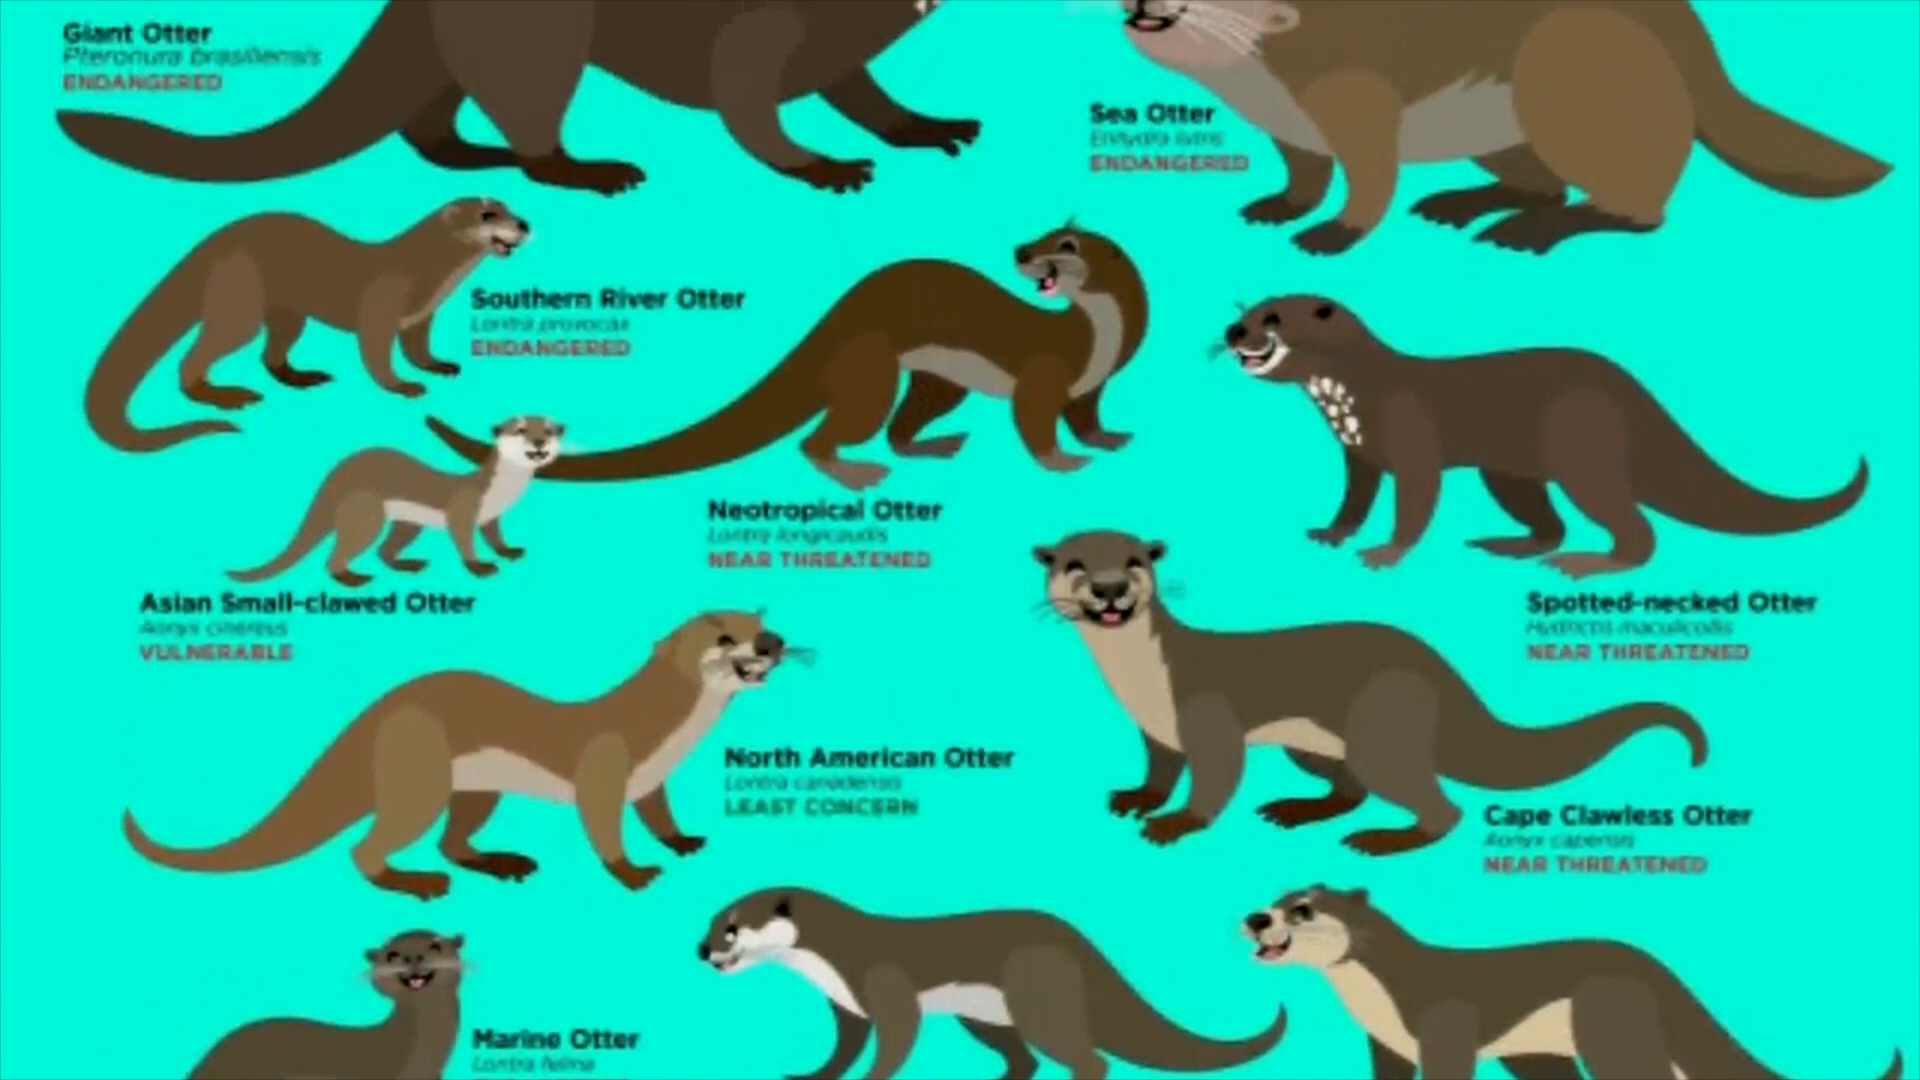 Giant Otter
Pteronura brasiliensis
ENDANGERED
Sea Otter
Enhydra lutris
ENDANGERED
Southern River Otter
Lontra provocax
ENDANGERED
Neotropical Otter
Lontra longicaudis
NEAR THREATENED
Asian Small-clawed Otter
Aonyx cinereus
VULNERABLE
Spotted-necked Otter
Hydrictis maculicollis
NEAR THREATENED
North American Otter
Lontra canadensis
LEAST CONCERN
Cape Clawless Otter
Aonyx capensis
NEAR THREATENED
Marine Otter
Lontra felina